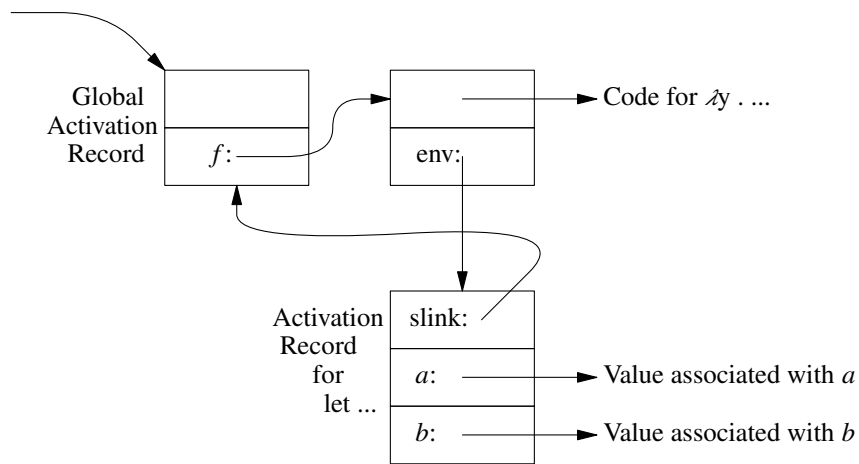 Global
Activation
Record
f:
Code for λy . ...
env:
Activation
Record
for
let ...
slink:
a:
Value associated with a
b:
Value associated with b